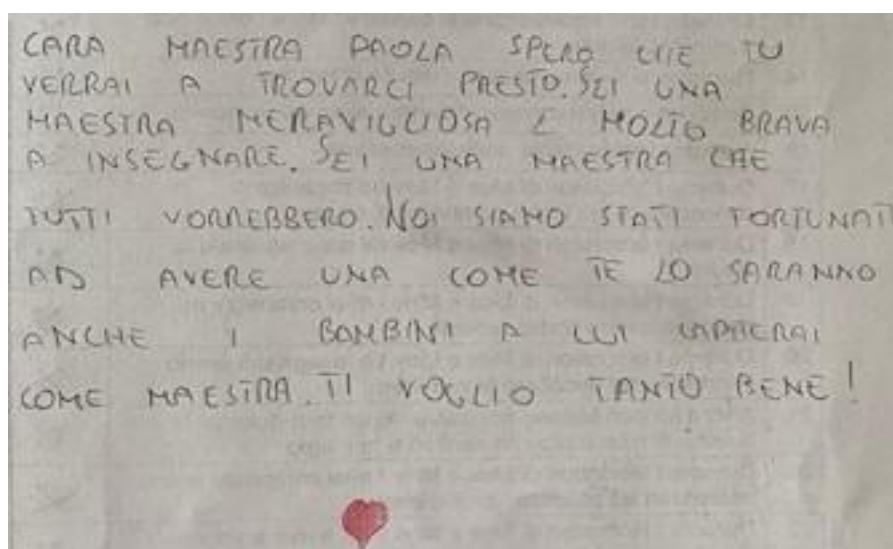 CARA MAESTRA PAOLA SPERO CHE TU
VERRAI A TROVARCI PRESTO. SEI UNA
MAESTRA MERAVIGLIOSA E MOLTO BRAVA
A INSEGNARE. SEI UNA MAESTRA CHE
TUTTI VORREBBERO. NOI SIAMO STATI FORTUNATI
AD AVERE UNA COME TE LO SARANNO
ANCHE I BAMBINI A CUI CAPITERAI
COME MAESTRA. TI VOGLIO TANTO BENE!